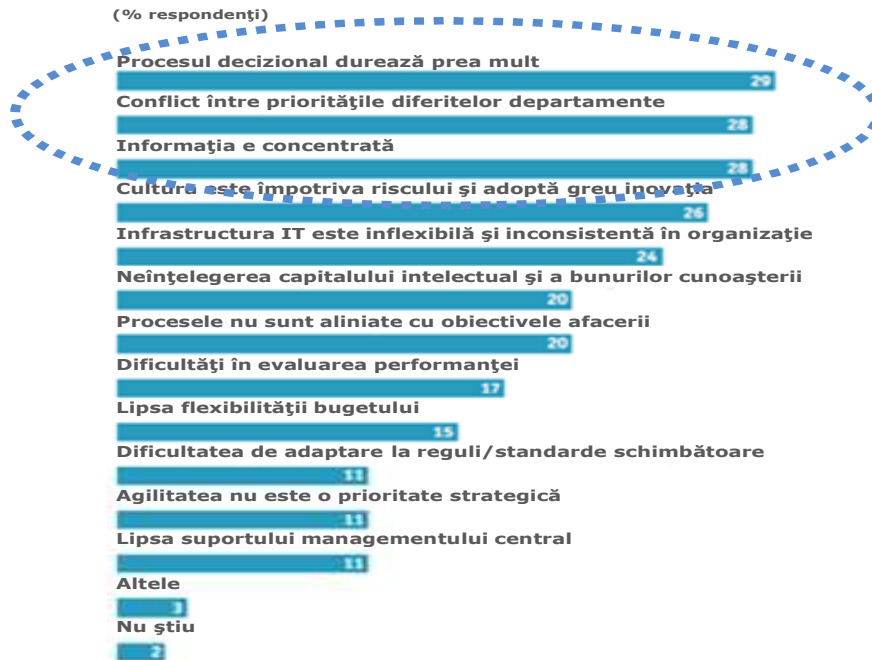 (% respondenţi)
Procesul decizional durează prea mult
29
Conflict între priorităţile diferitelor departamente
28
Informaţia e concentrată
28
Cultura este împotriva riscului şi adoptă greu inovaţia
26
Infrastructura IT este inflexibilă şi inconsistentă în organizaţie
24
Neînţelegerea capitalului intelectual şi a bunurilor cunoaşterii
20
Procesele nu sunt aliniate cu obiectivele afacerii
20
Dificultăţi în evaluarea performanţei
17
Lipsa flexibilităţii bugetului
15
Dificultatea de adaptare la reguli/standarde schimbătoare
11
Agilitatea nu este o prioritate strategică
11
Lipsa suportului managementului central
11
Altele
3
Nu ştiu
2